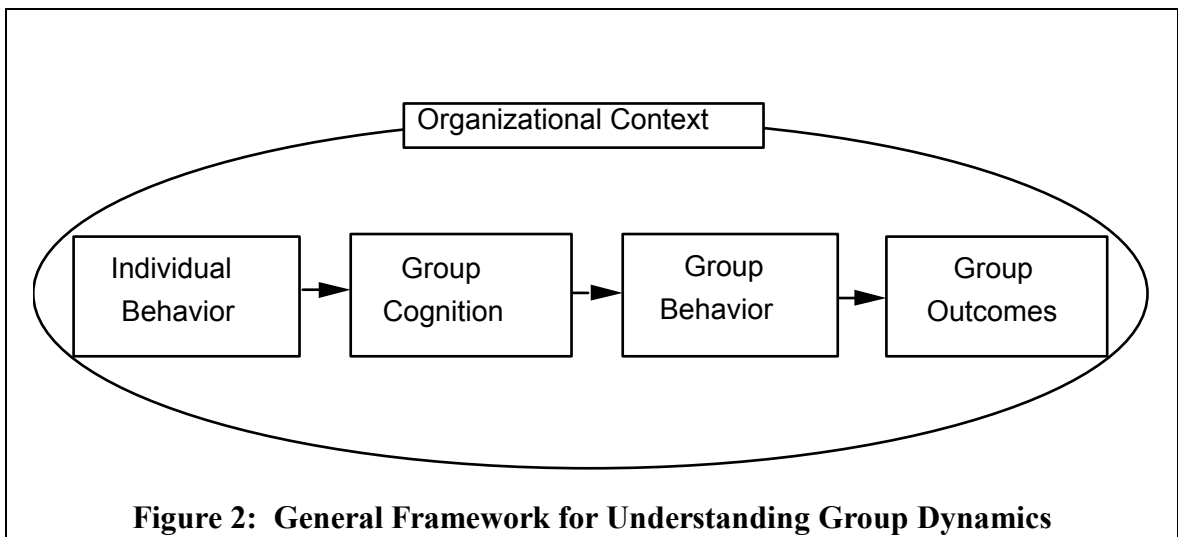 Organizational Context
Individual
Behavior
Group
Cognition
Group
Behavior
Group
Outcomes
Figure 2: General Framework for Understanding Group Dynamics